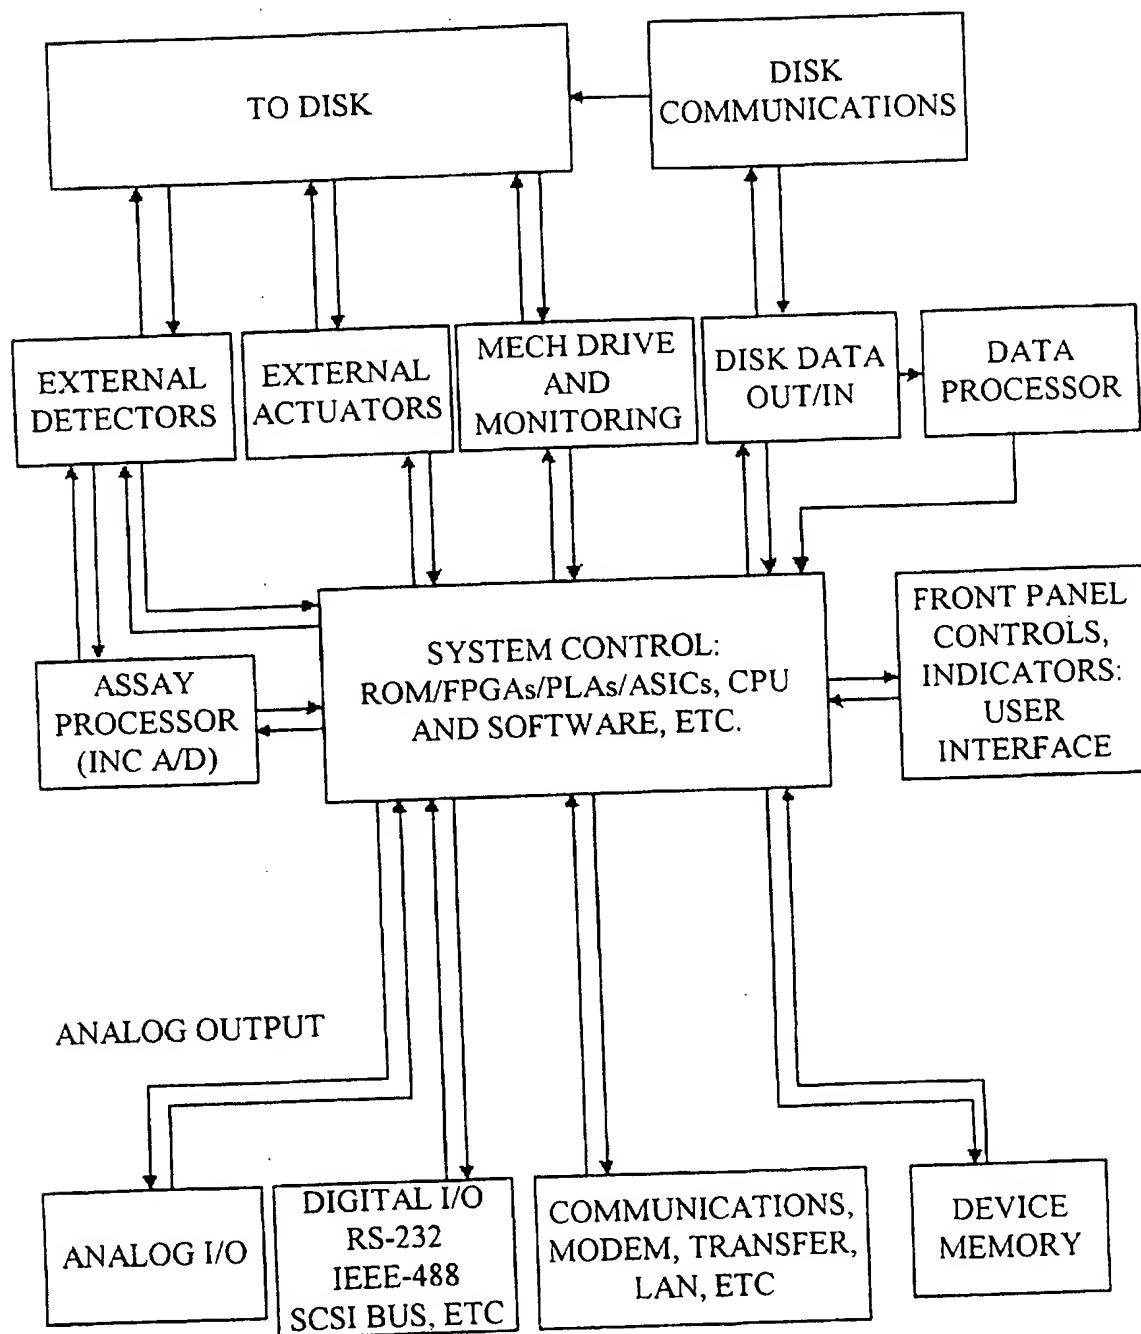 TO DISK
DISK
COMMUNICATIONS
EXTERNAL
DETECTORS
EXTERNAL
ACTUATORS
MECH DRIVE
AND
MONITORING
DISK DATA
OUT/IN
DATA
PROCESSOR
ASSAY
PROCESSOR
(INC A/D)
SYSTEM CONTROL:
ROM/FPGAs/PLAs/ASICs, CPU
AND SOFTWARE, ETC.
FRONT PANEL
CONTROLS,
INDICATORS:
USER
INTERFACE
ANALOG OUTPUT
ANALOG I/O
DIGITAL I/O
RS-232
IEEE-488
SCSI BUS, ETC
COMMUNICATIONS,
MODEM, TRANSFER,
LAN, ETC
DEVICE
MEMORY